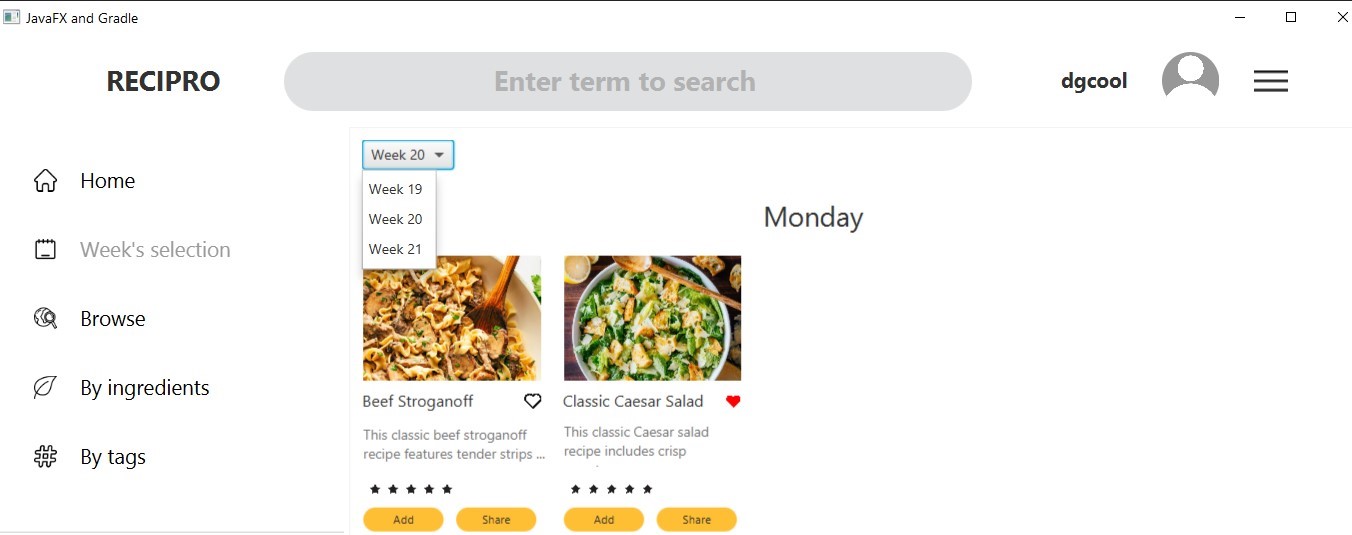 JavaFX and Gradle
RECIPRO
Enter term to search
dgcool
Home
Week's selection
Browse
By ingredients
By tags
Week 20
Week 19
Week 20
Week 21
Monday
Beef Stroganoff
This classic beef stroganoff
recipe features tender strips ...
Add
Share
Classic Caesar Salad
This classic Caesar salad
recipe includes crisp
Add
Share